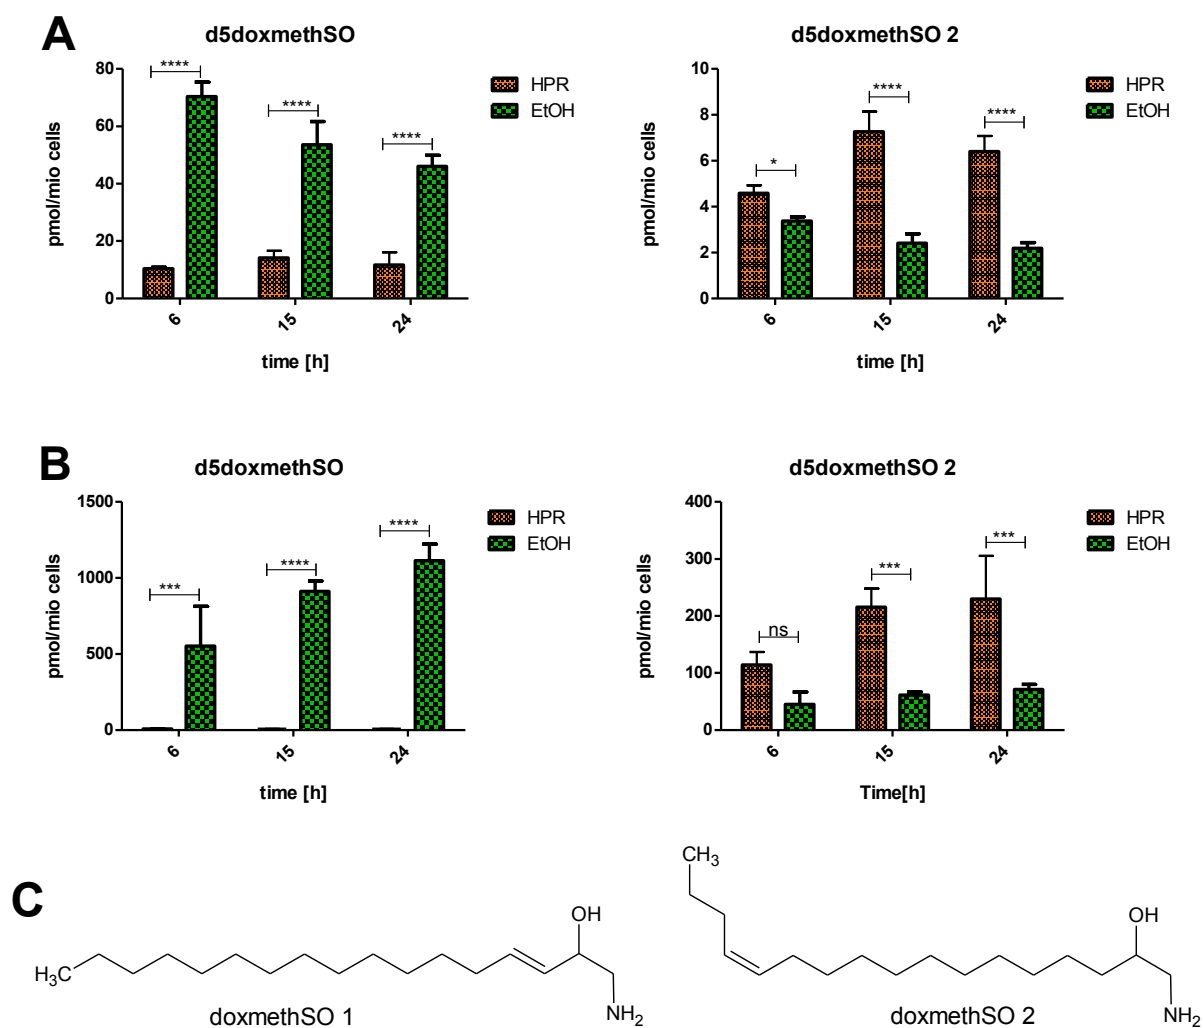 A
d5doxmethSO
80
60
40
20
0
pmol/mio cells
****
****
****
6
15
24
time [h]
HPR
EtOH
d5doxmethSO 2
10
8
6
4
2
0
pmol/mio cells
*
****
****
6
15
24
time [h]
HPR
EtOH
B
d5doxmethSO
1500
1000
500
0
pmol/mio cells
***
****
****
6
15
24
time [h]
HPR
EtOH
d5doxmethSO 2
400
300
200
100
0
pmol/mio cells
ns
***
***
6
15
24
Time[h]
HPR
EtOH
C
H3C
OH
NH2
doxmethSO 1
CH3
OH
NH2
doxmethSO 2